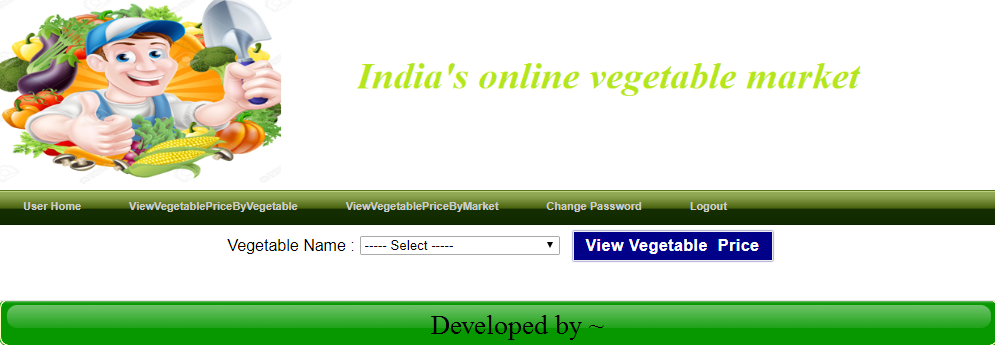 India's online vegetable market
User Home ViewVegetablePriceByVegetable ViewVegetablePriceByMarket Change Password Logout
Vegetable Name : ----- Select ----- View Vegetable Price
Developed by ~